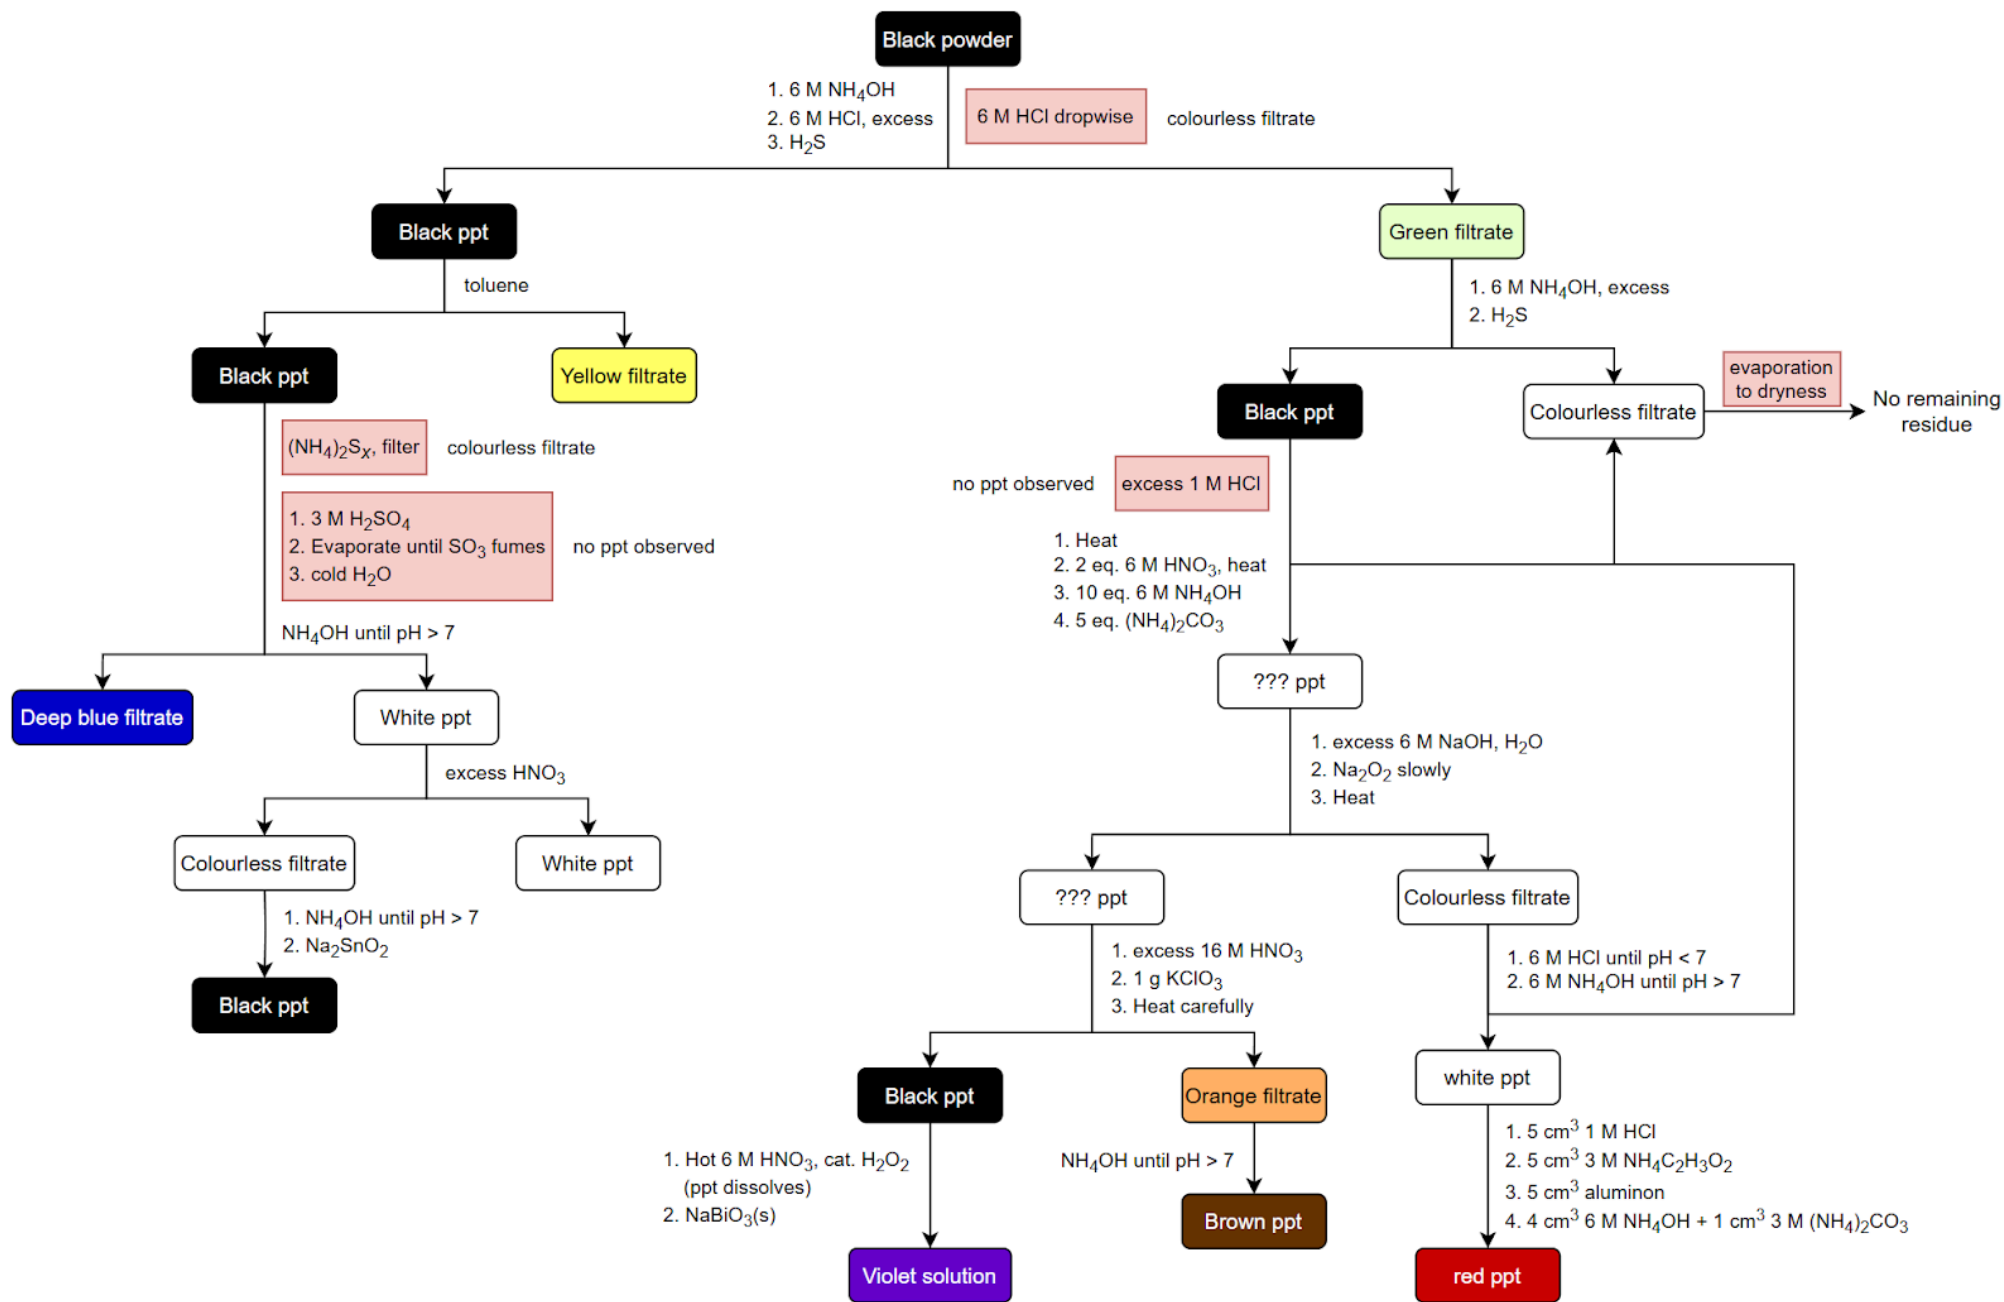 Black powder
1. 6 M NH₄OH
2. 6 M HCl, excess
3. H₂S
6 M HCl dropwise
colourless filtrate
Black ppt
Green filtrate
toluene
1. 6 M NH₄OH, excess
2. H₂S
Black ppt
Yellow filtrate
Black ppt
Colourless filtrate
evaporation
to dryness
No remaining
residue
(NH₄)₂Sₓ, filter
colourless filtrate
no ppt observed
excess 1 M HCl
1. 3 M H₂SO₄
2. Evaporate until SO₃ fumes
3. cold H₂O
no ppt observed
1. Heat
2. 2 eq. 6 M HNO₃, heat
3. 10 eq. 6 M NH₄OH
4. 5 eq. (NH₄)₂CO₃
NH₄OH until pH > 7
Deep blue filtrate
White ppt
??? ppt
excess HNO₃
1. excess 6 M NaOH, H₂O
2. Na₂O₂ slowly
3. Heat
Colourless filtrate
White ppt
??? ppt
Colourless filtrate
1. NH₄OH until pH > 7
2. Na₂SnO₂
Black ppt
1. excess 16 M HNO₃
2. 1 g KClO₃
3. Heat carefully
1. 6 M HCl until pH < 7
2. 6 M NH₄OH until pH > 7
Black ppt
Orange filtrate
white ppt
1. Hot 6 M HNO₃, cat. H₂O₂
(ppt dissolves)
2. NaBiO₃(s)
NH₄OH until pH > 7
1. 5 cm³ 1 M HCl
2. 5 cm³ 3 M NH₄C₂H₃O₂
3. 5 cm³ aluminon
4. 4 cm³ 6 M NH₄OH + 1 cm³ 3 M (NH₄)₂CO₃
Brown ppt
Violet solution
red ppt